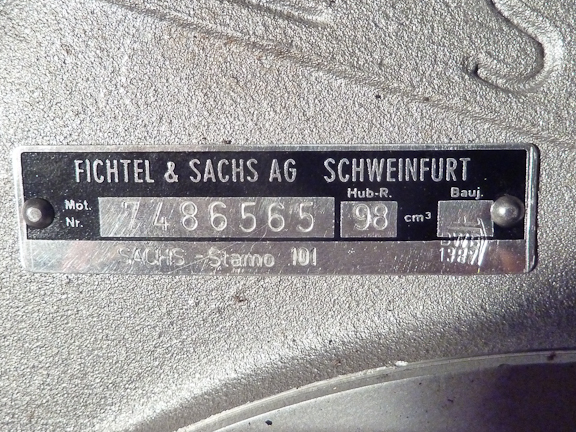 FICHTEL & SACHS AG SCHWEINFURT
Hub-R. Bauj.
Mot. Nr. 7486565 98 cm³
SACHS - Stamo 101